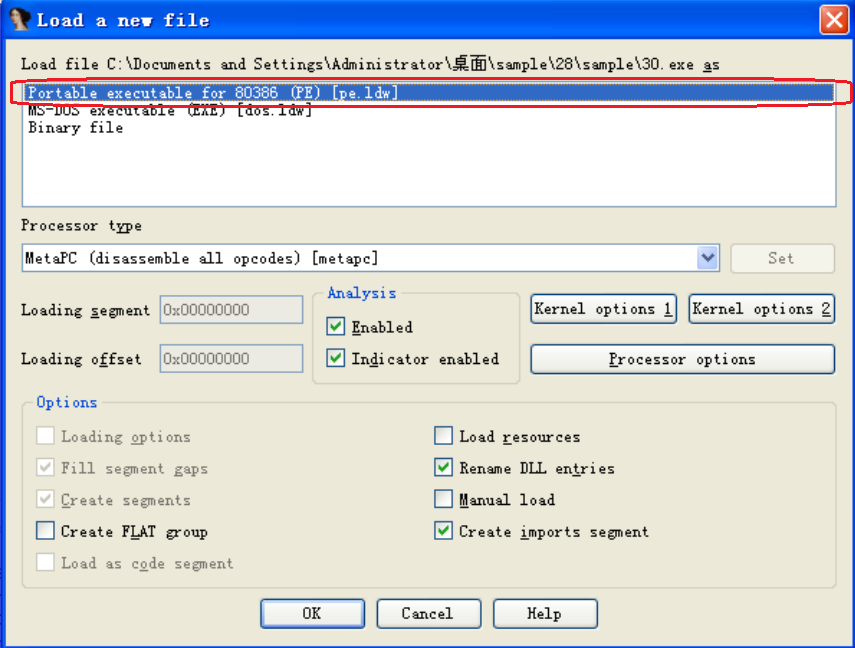 Load a new file
Load file C:\Documents and Settings\Administrator\桌面\sample\28\sample\30.exe as
Portable executable for 80386 (PE) [pe.ldw]
MS-DOS executable (EXE) [dos.ldw]
Binary file
Processor type
MetaPC (disassemble all opcodes) [metapc]
Set
Loading segment 0x00000000
Loading offset 0x00000000
Analysis
Enabled
Indicator enabled
Kernel options 1 Kernel options 2
Processor options
Options
Loading options
Fill segment gaps
Create segments
Create FLAT group
Load as code segment
Load resources
Rename DLL entries
Manual load
Create imports segment
OK Cancel Help